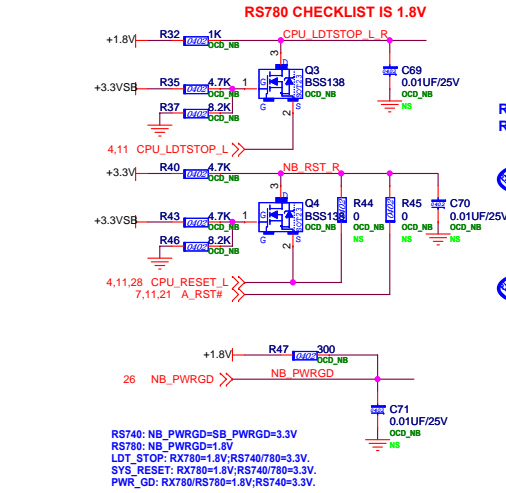 RS780 CHECKLIST IS 1.8V
+1.8V R32 0402 1K OCD_NB CPU_LDTSTOP_L_R
3 D
+3.3VSB R35 0402 4.7K OCD_NB 1 G Q3 BSS138 OCD_NB
C69 0.01UF/25V OCD_NB NS
R37 0402 8.2K OCD_NB G S 2
4,11 CPU_LDTSTOP_L
+3.3V R40 0402 4.7K OCD_NB NB_RST_R
3 D
+3.3VSB R43 0402 4.7K OCD_NB 1 G Q4 BSS138 OCD_NB
R44 0 OCD_NB NS
R45 0 OCD_NB NS
C70 0.01UF/25V OCD_NB NS
R46 0402 8.2K OCD_NB G S 2
4,11,28 CPU_RESET_L
7,11,21 A_RST#
+1.8V R47 0402 300 OCD_NB
26 NB_PWRGD NB_PWRGD
C71 0.01UF/25V OCD_NB NS
RS740: NB_PWRGD=SB_PWRGD=3.3V
RS780: NB_PWRGD=1.8V
LDT_STOP: RX780=1.8V;RS740/780=3.3V.
SYS_RESET: RX780=1.8V;RS740/780=3.3V.
PWR_GD: RX780/RS780=1.8V;RS740=3.3V.